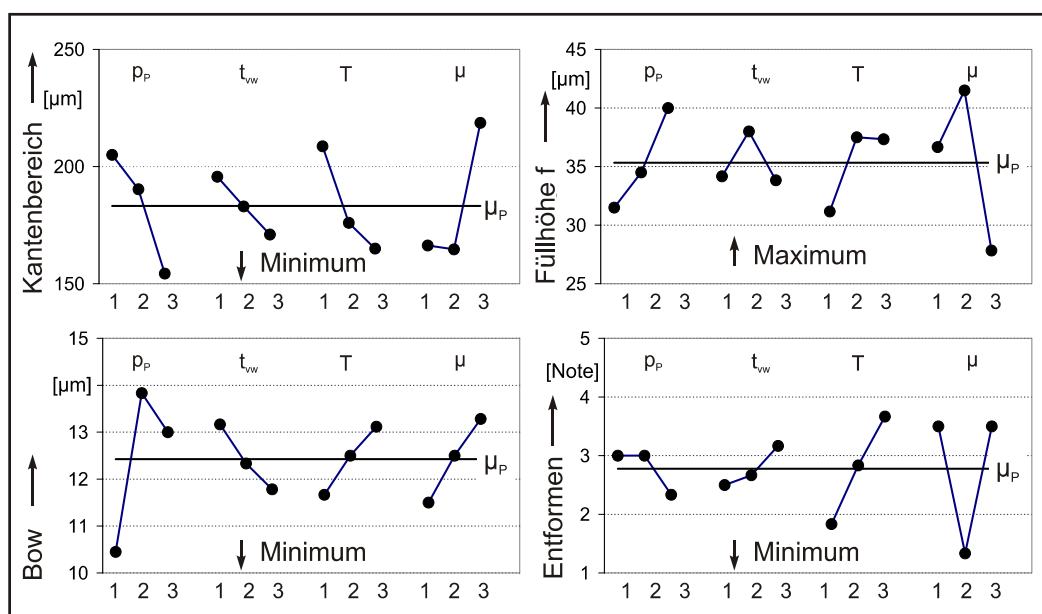 Kantenbereich
[µm]
250
200
150
pP tvw T µ
µP
Minimum
1 2 3 1 2 3 1 2 3 1 2 3
Füllhöhe f
[µm]
45
40
35
30
25
pP tvw T µ
µP
Maximum
1 2 3 1 2 3 1 2 3 1 2 3
Bow
[µm]
15
13
12
11
10
pP tvw T µ
µP
Minimum
1 2 3 1 2 3 1 2 3 1 2 3
Entformen
[Note]
5
4
3
2
1
pP tvw T µ
µP
Minimum
1 2 3 1 2 3 1 2 3 1 2 3